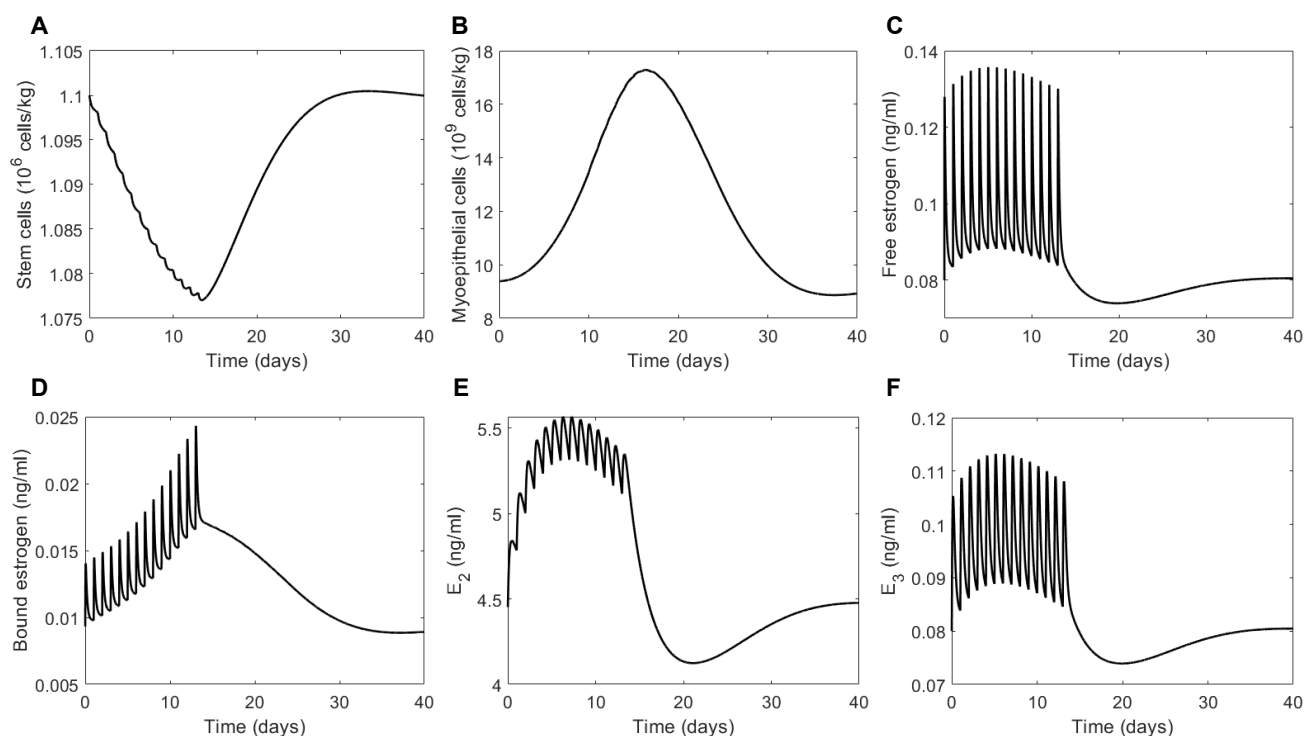 A
1.105
1.1
1.095
1.09
1.085
1.08
1.075
0 10 20 30 40
Time (days)
Stem cells (10^6 cells/kg)
B
18
16
14
12
10
8
0 10 20 30 40
Time (days)
Myoepithelial cells (10^9 cells/kg)
C
0.14
0.12
0.1
0.08
0.06
0 10 20 30 40
Time (days)
Free estrogen (ng/ml)
D
0.025
0.02
0.015
0.01
0.005
0 10 20 30 40
Time (days)
Bound estrogen (ng/ml)
E
5.5
5
4.5
4
0 10 20 30 40
Time (days)
E_2 (ng/ml)
F
0.12
0.11
0.1
0.09
0.08
0.07
0 10 20 30 40
Time (days)
E_3 (ng/ml)